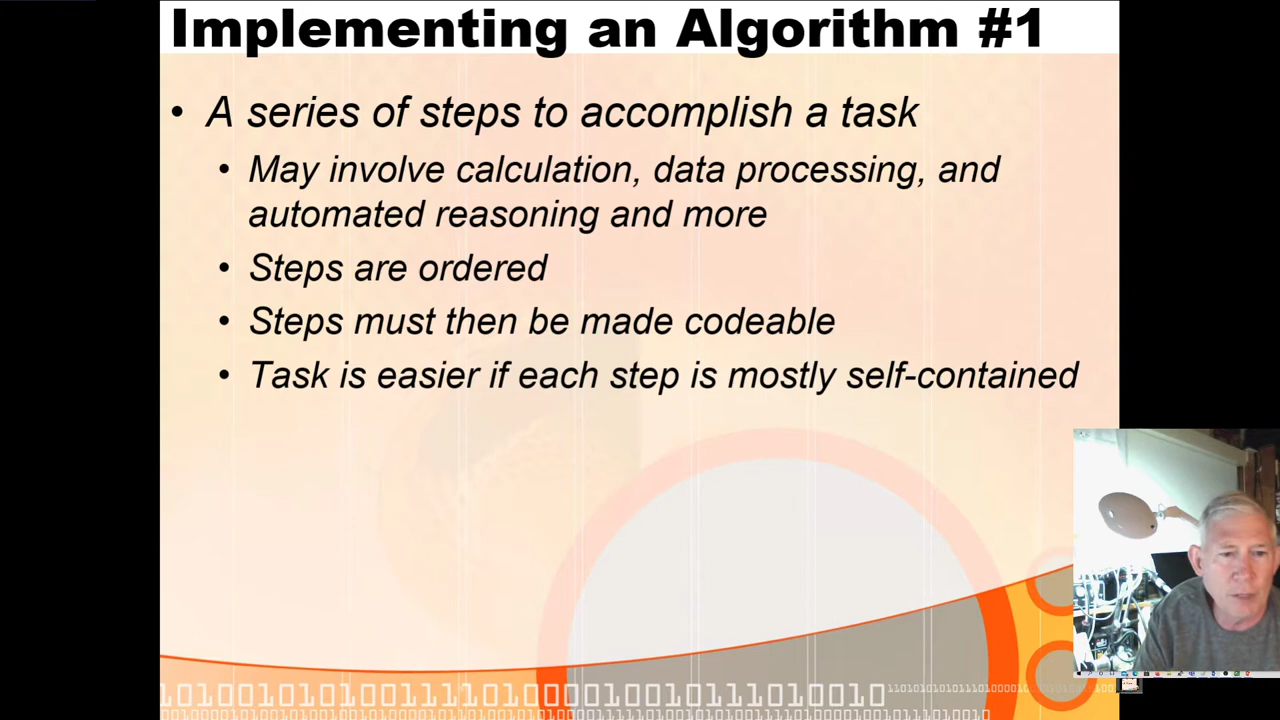 Implementing an Algorithm #1
• A series of steps to accomplish a task
• May involve calculation, data processing, and
automated reasoning and more
• Steps are ordered
• Steps must then be made codeable
• Task is easier if each step is mostly self-contained